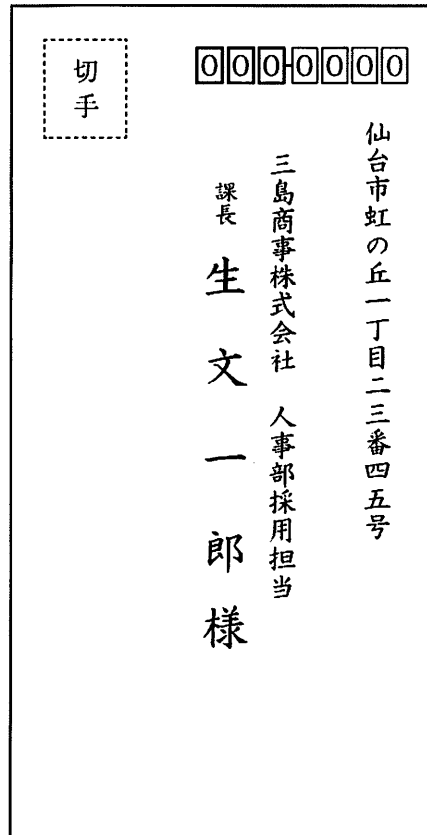 切手
000-0000
仙台市虹の丘一丁目二三番四五号
三島商事株式会社　人事部採用担当
課長　生文一郎様